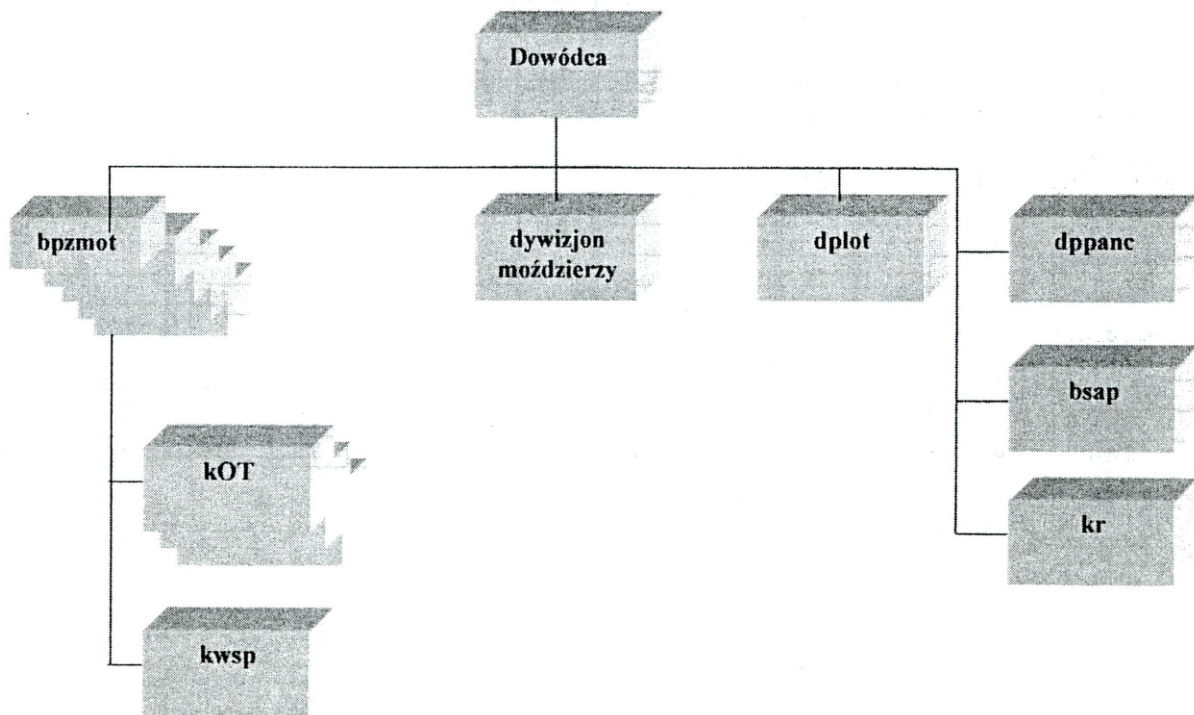 Dowódca
bpzmot
dywizjon
moździerzy
dplot
dppanc
bsap
kOT
kr
kwsp